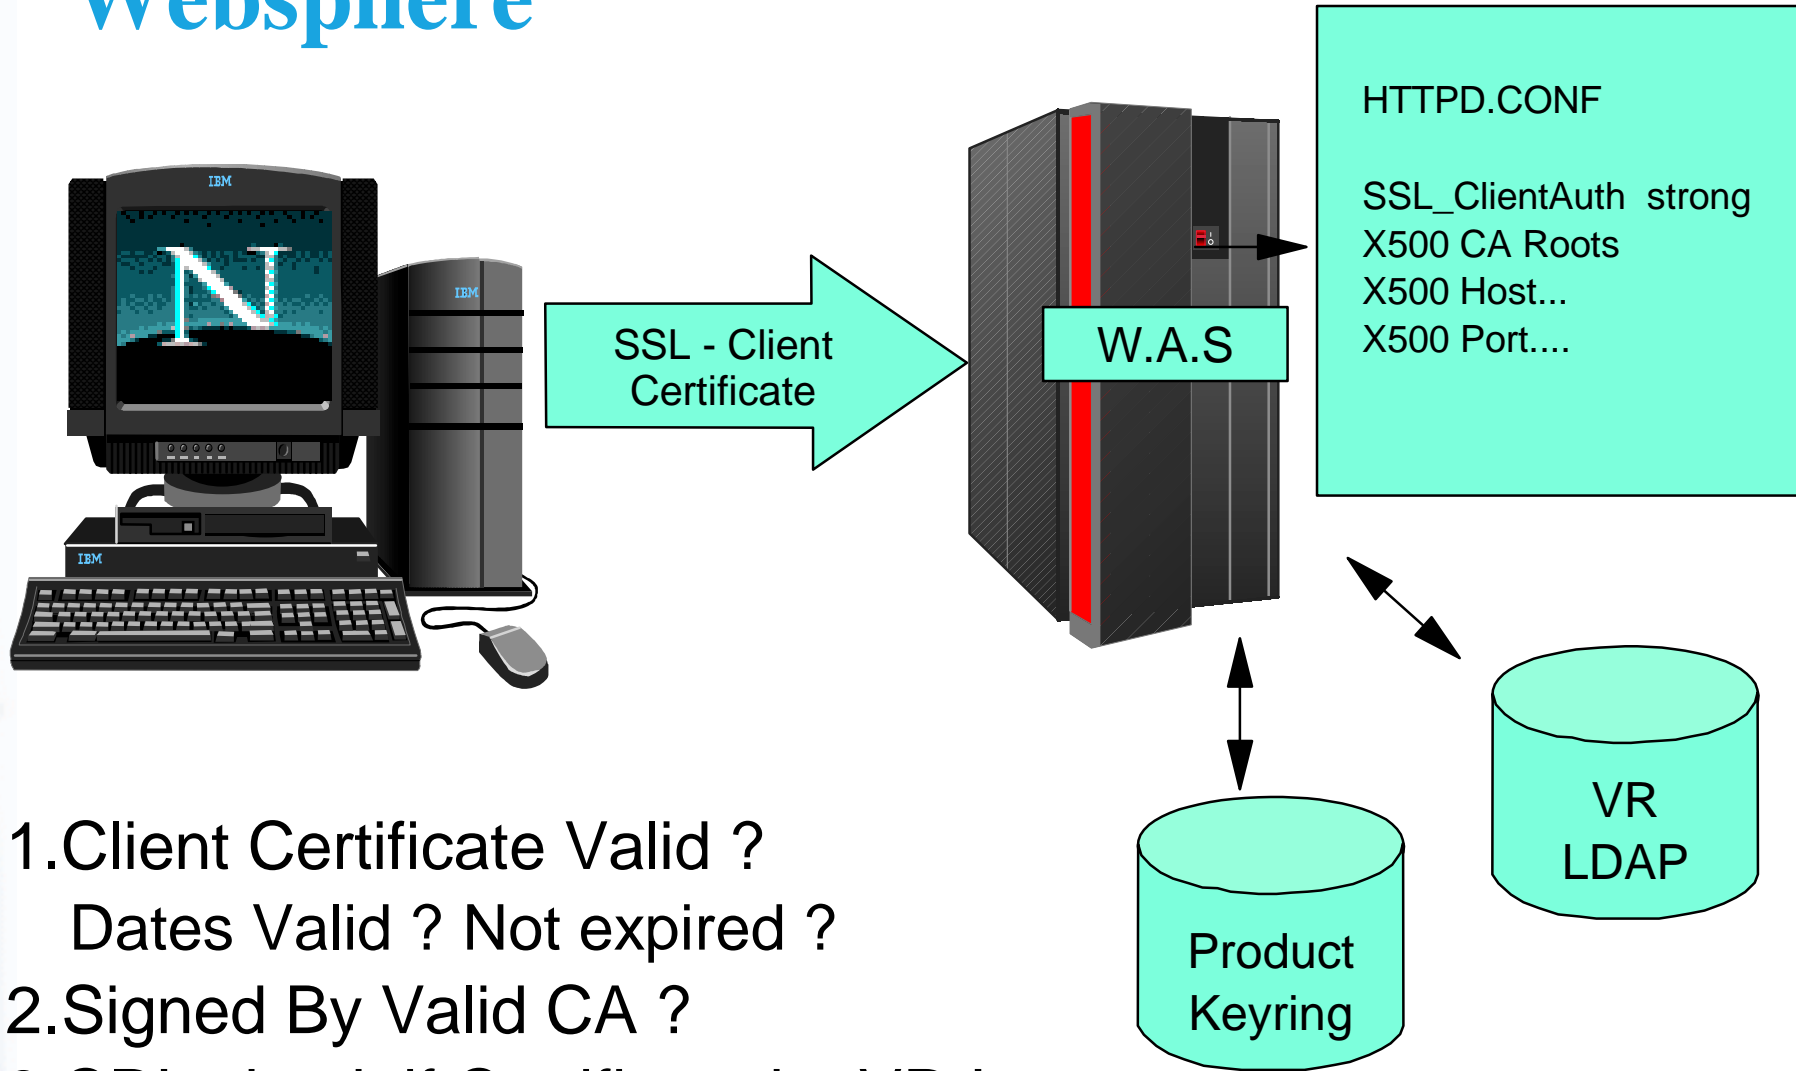 Websphere
HTTPD.CONF
SSL_ClientAuth strong
X500 CA Roots
X500 Host...
X500 Port....
IBM
N
IBM
IBM
SSL - Client
Certificate
W.A.S
VR
LDAP
Product
Keyring
1.Client Certificate Valid ?
Dates Valid ? Not expired ?
2.Signed By Valid CA ?